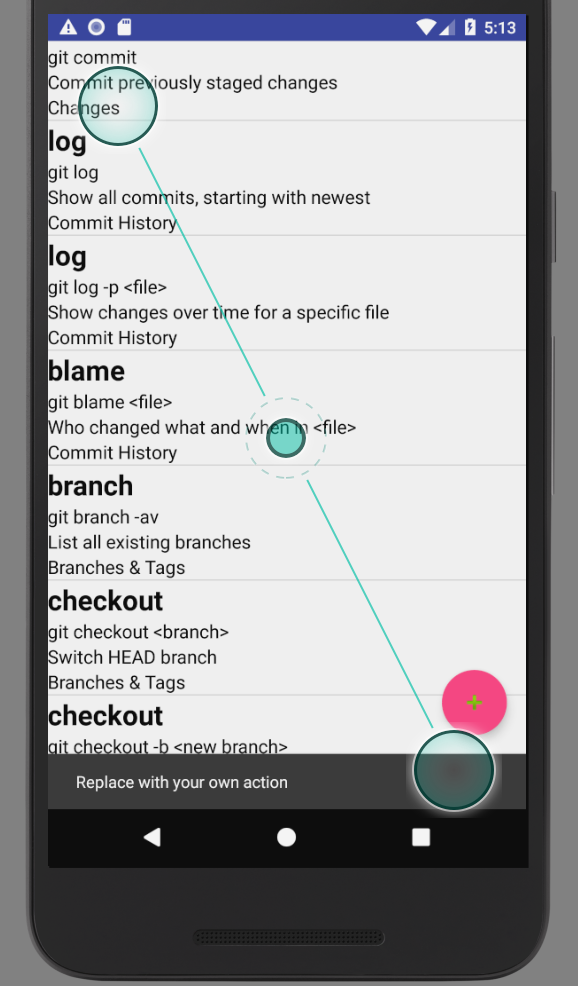 5:13
git commit
Commit previously staged changes
Changes
log
git log
Show all commits, starting with newest
Commit History
log
git log -p <file>
Show changes over time for a specific file
Commit History
blame
git blame <file>
Who changed what and when in <file>
Commit History
branch
git branch -av
List all existing branches
Branches & Tags
checkout
git checkout <branch>
Switch HEAD branch
Branches & Tags
checkout
git checkout -b <new branch>
Replace with your own action